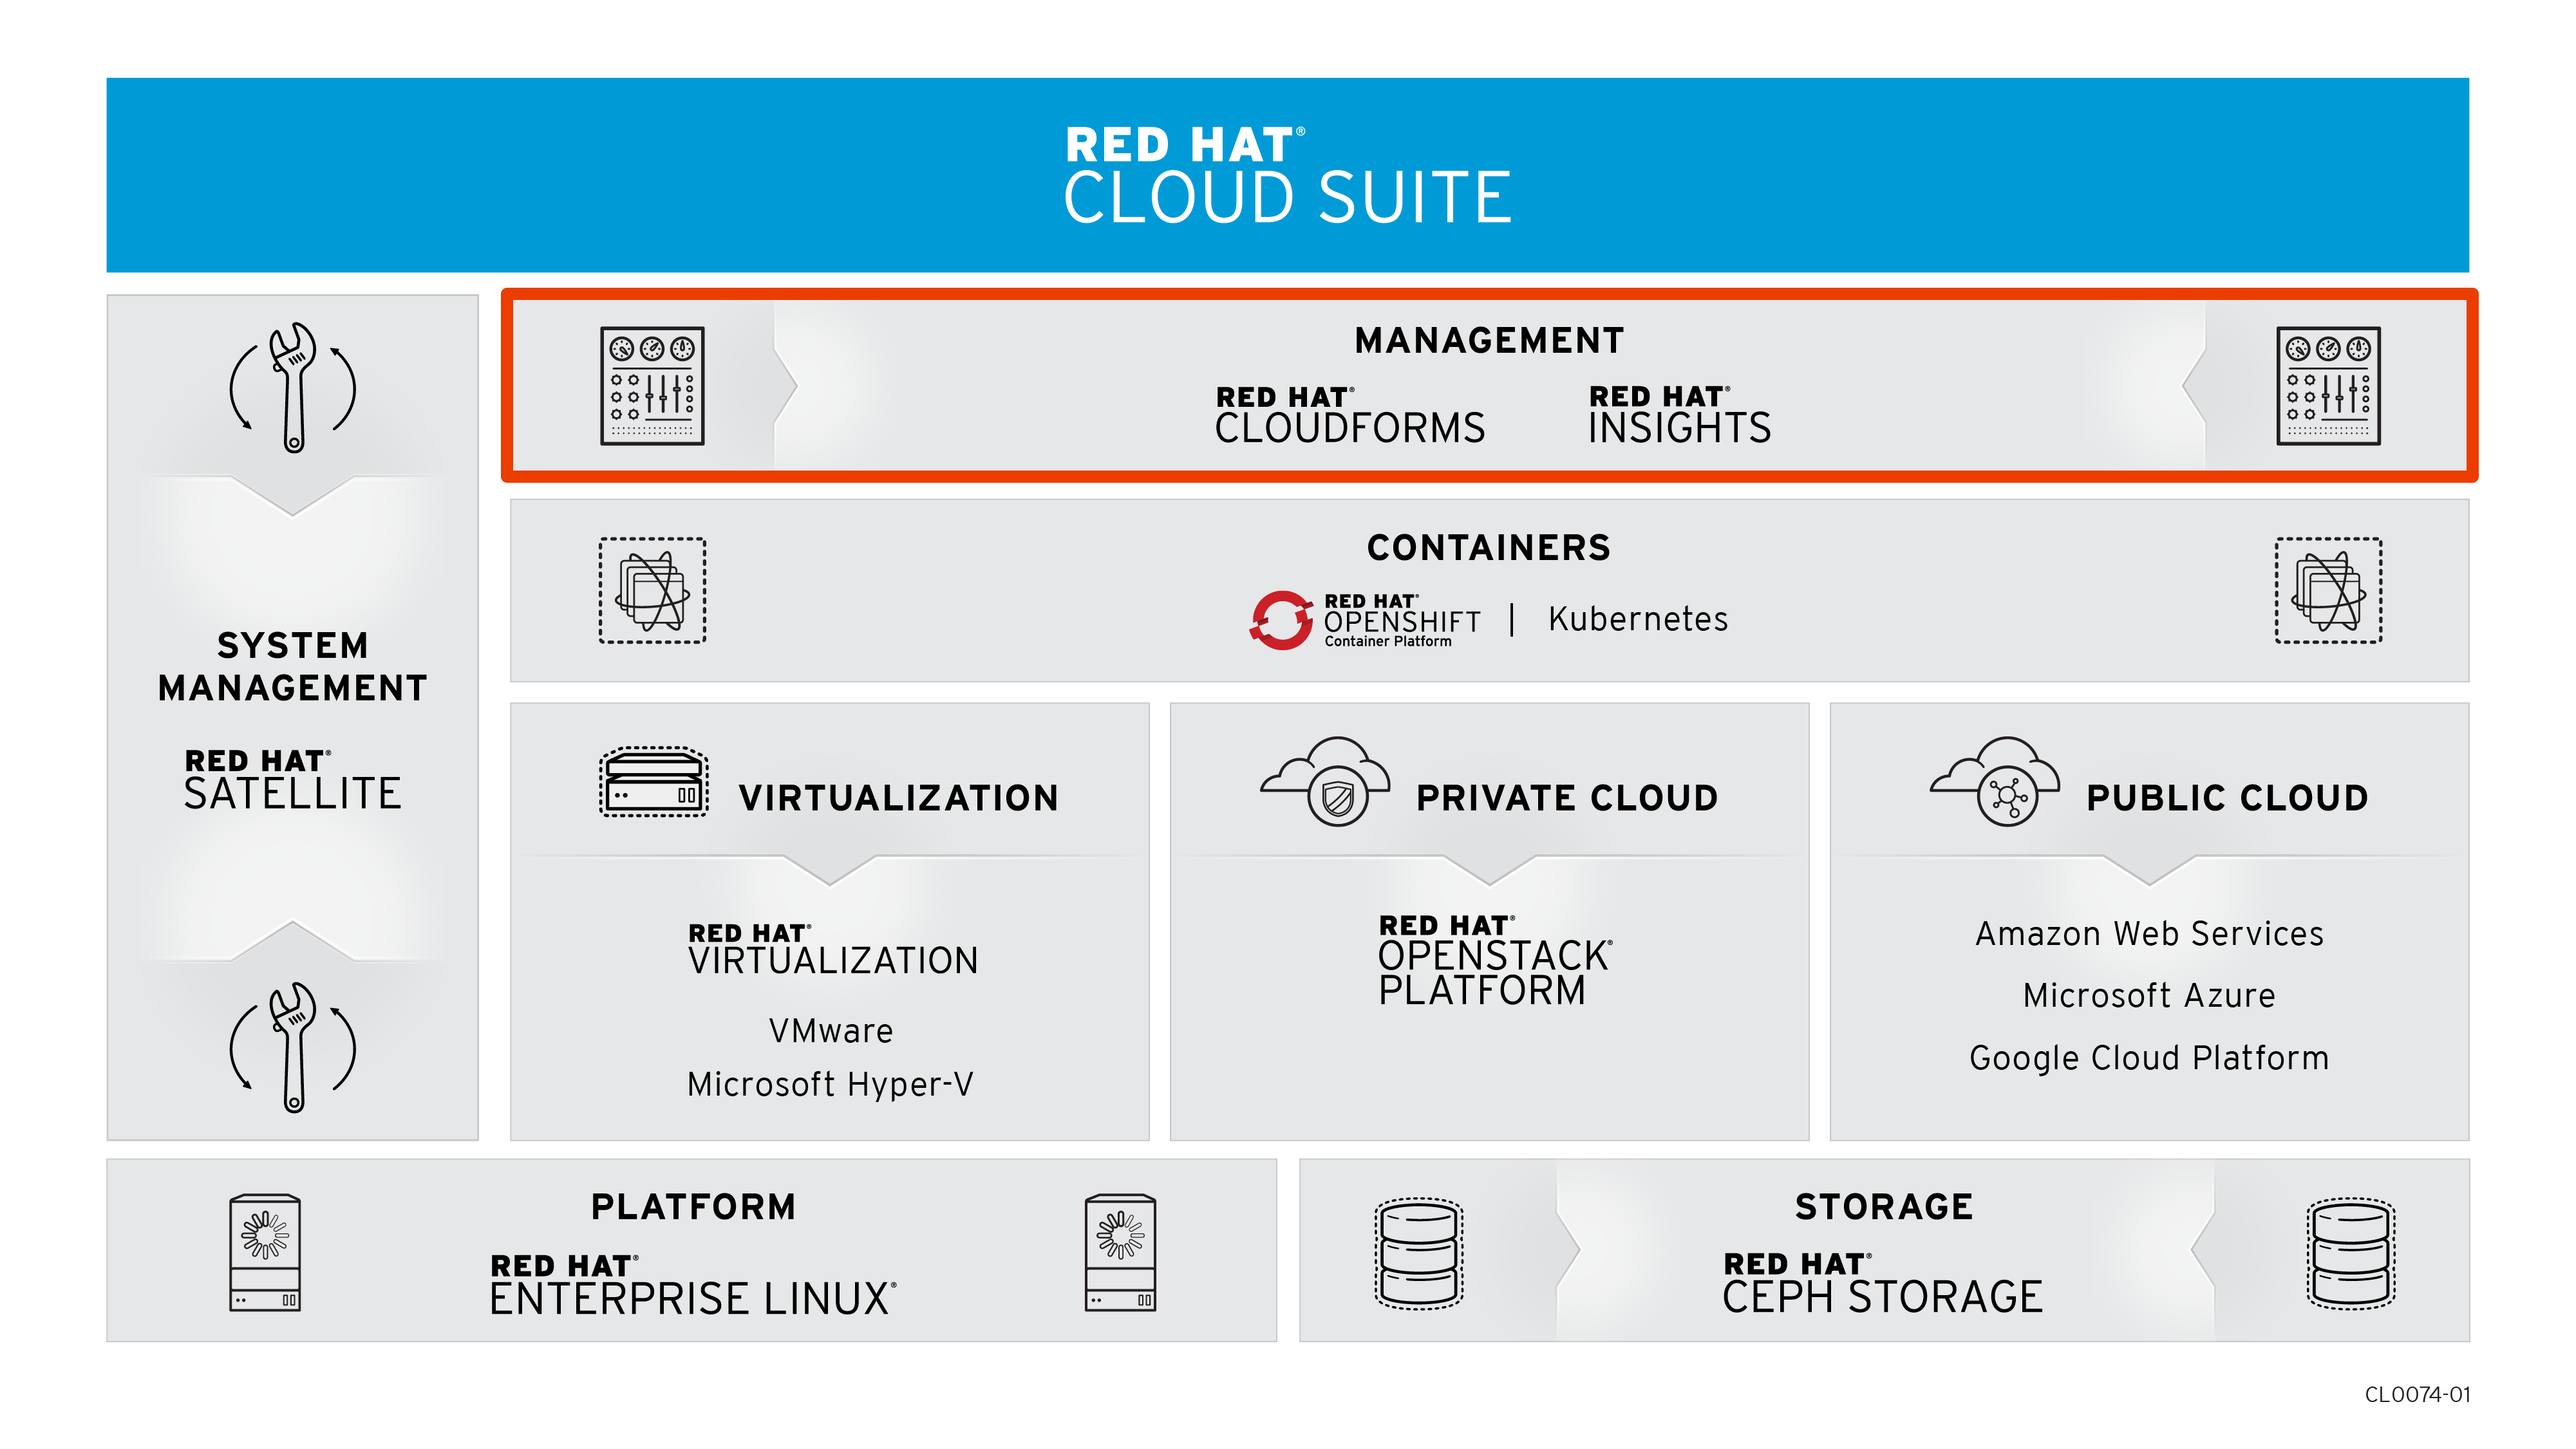 RED HAT®
CLOUD SUITE
SYSTEM
MANAGEMENT
RED HAT®
SATELLITE
MANAGEMENT
RED HAT®
CLOUDFORMS
RED HAT®
INSIGHTS
CONTAINERS
RED HAT®
OPENSHIFT
Container Platform
| Kubernetes
VIRTUALIZATION
RED HAT®
VIRTUALIZATION
VMware
Microsoft Hyper-V
PRIVATE CLOUD
RED HAT®
OPENSTACK®
PLATFORM
PUBLIC CLOUD
Amazon Web Services
Microsoft Azure
Google Cloud Platform
PLATFORM
RED HAT®
ENTERPRISE LINUX®
STORAGE
RED HAT®
CEPH STORAGE
CL0074-01